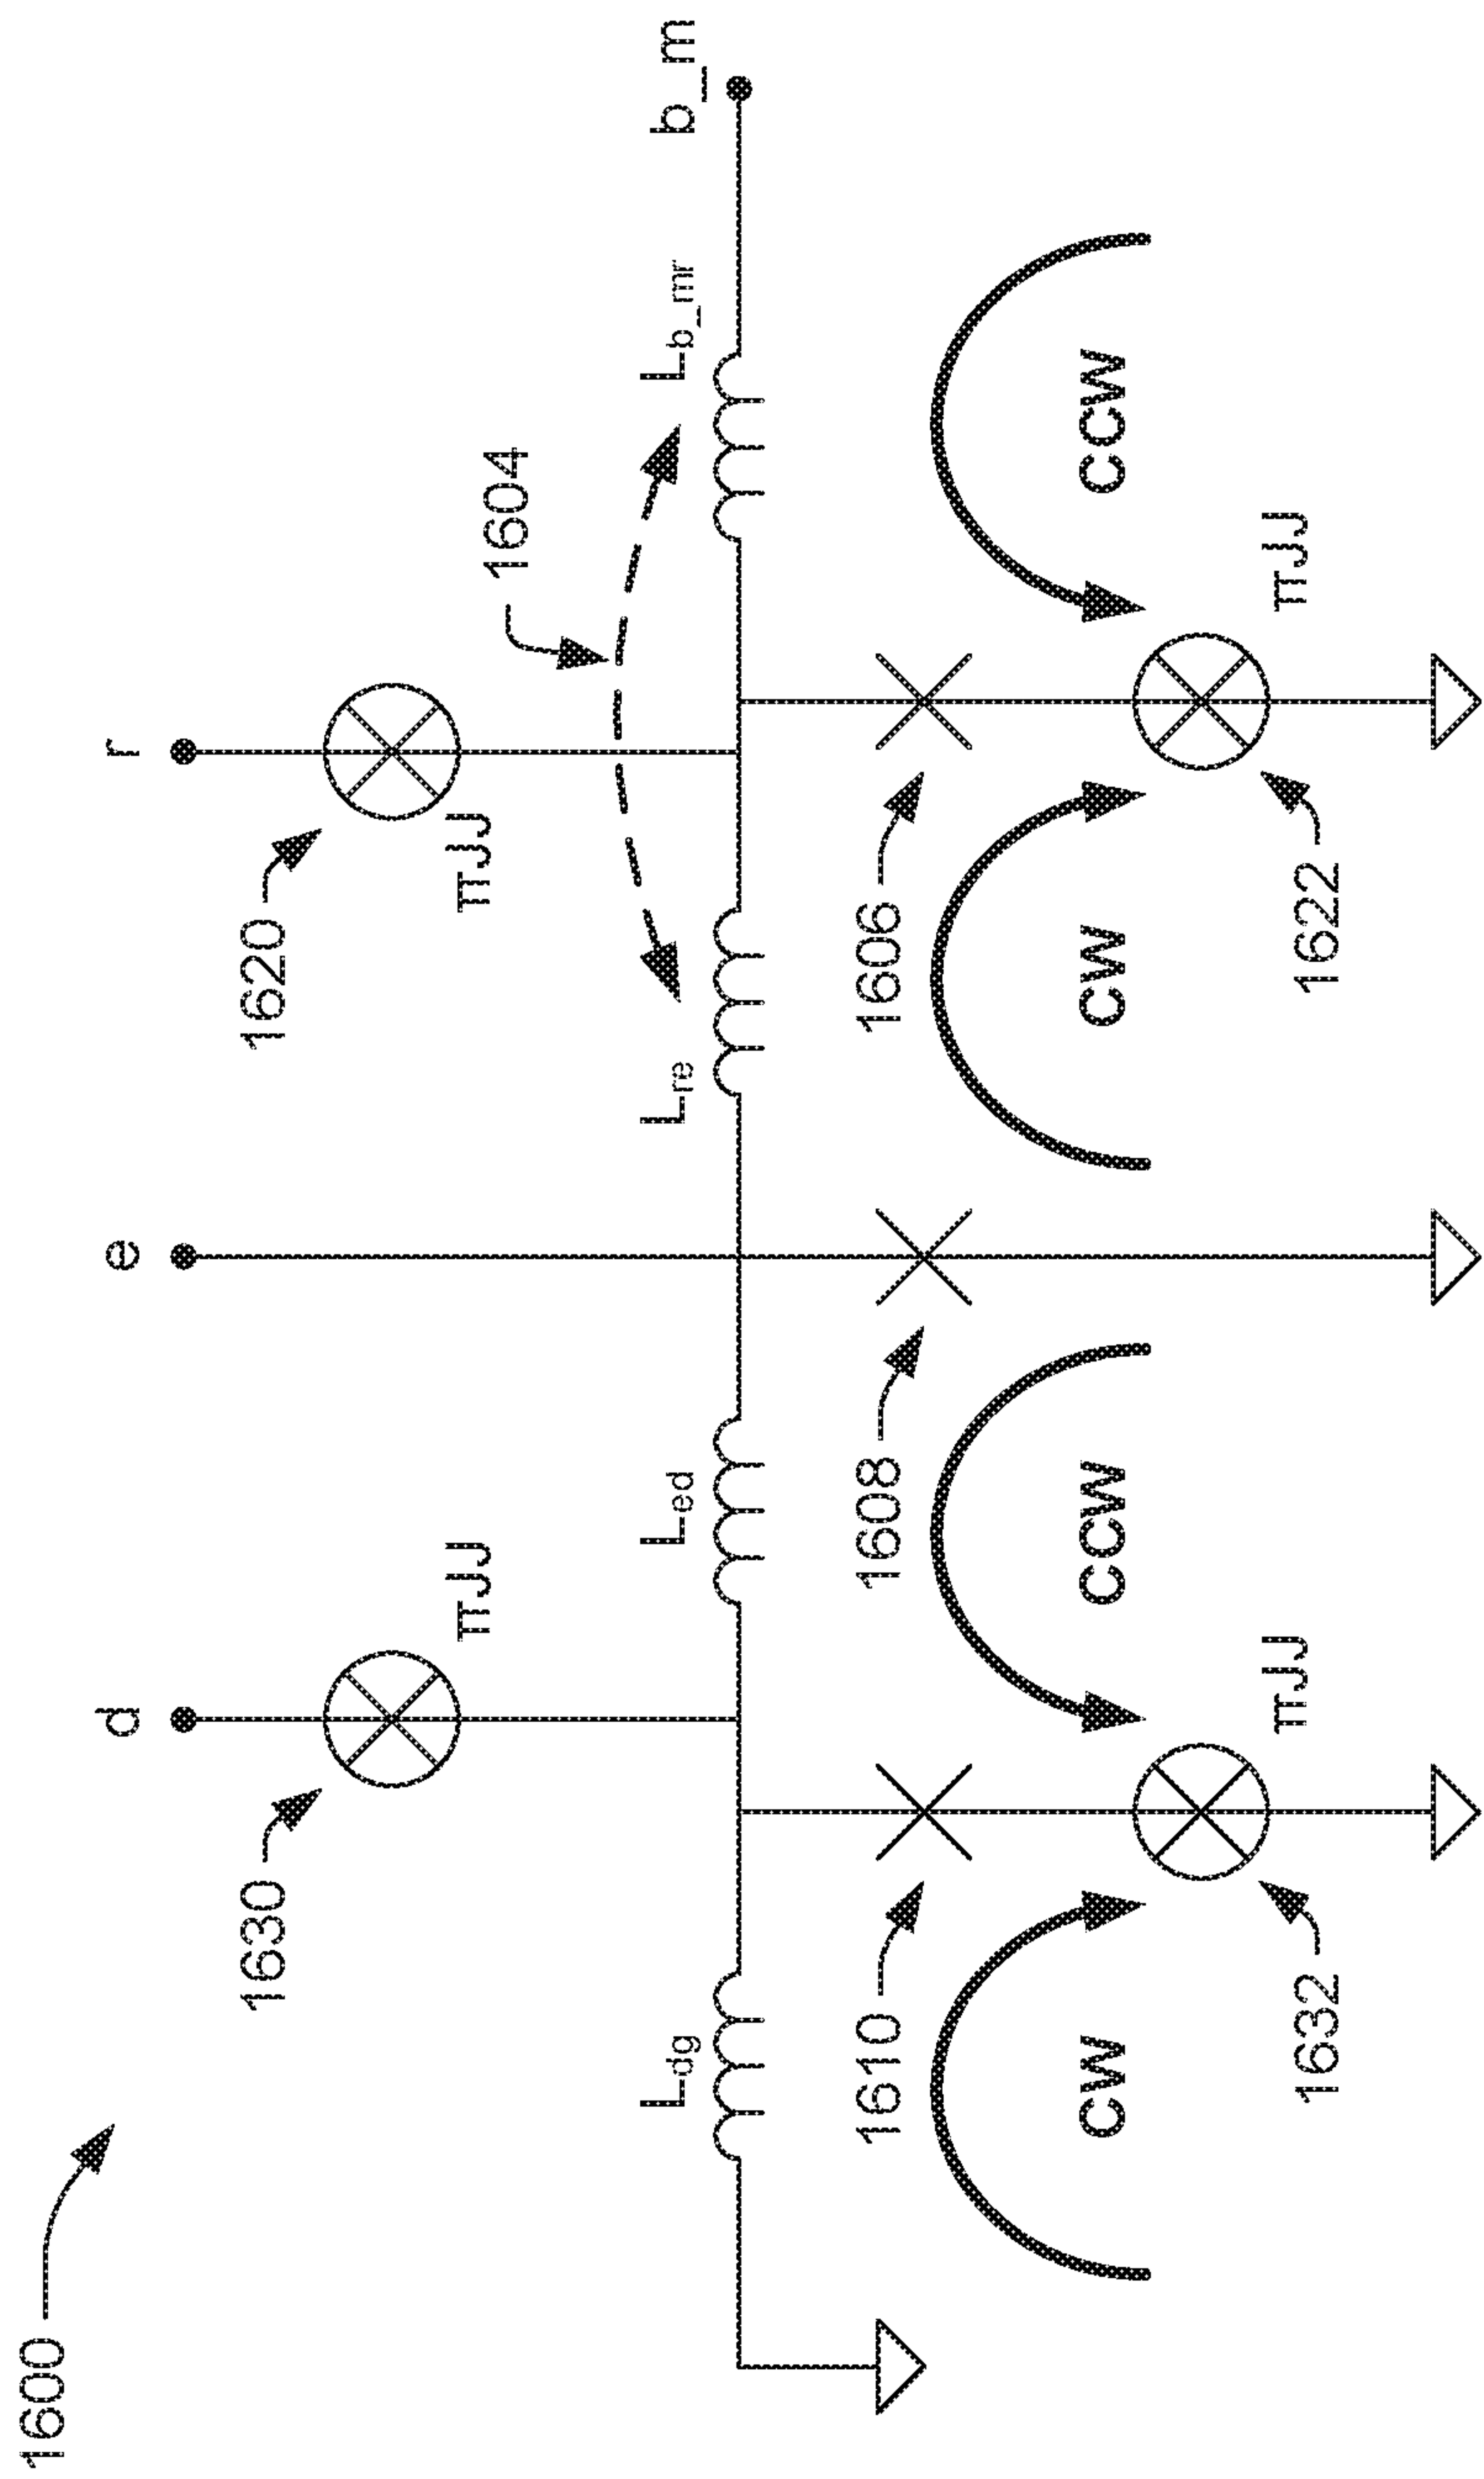 1600
d
e
r
1630
1620
πJJ
πJJ
1604
L_dg
L_ed
L_re
L_b_mr
b_m
1610
1608
1606
CW
CCW
CW
CCW
1632
πJJ
1622
πJJ